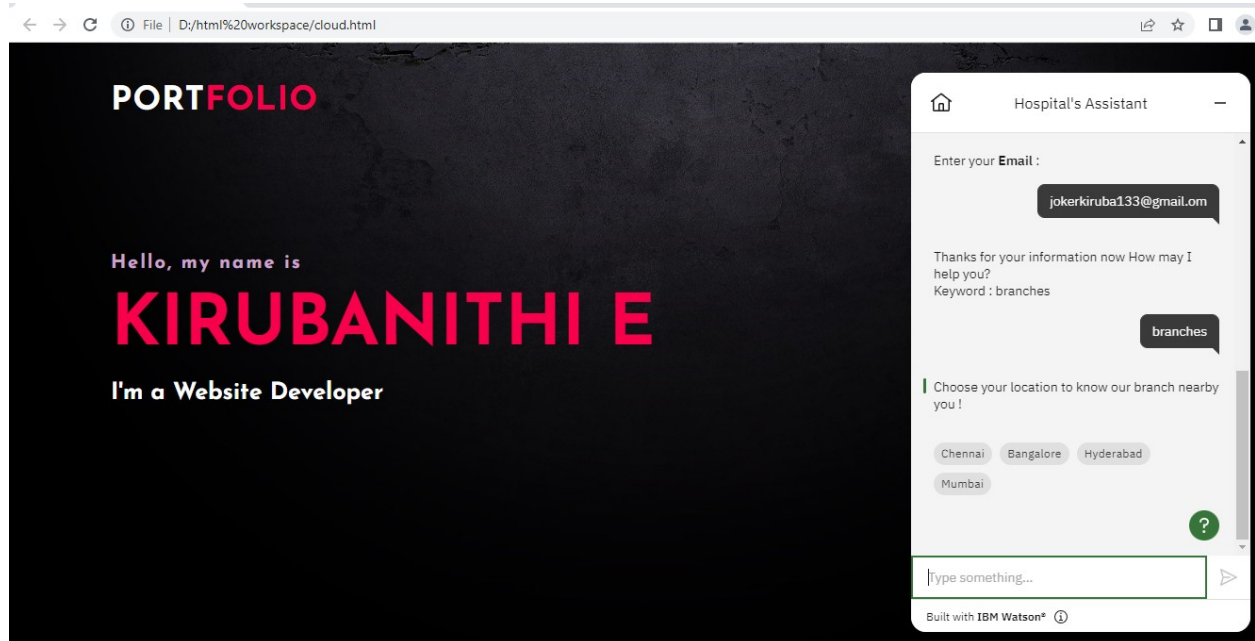 File | D:/html%20workspace/cloud.html
PORTFOLIO
Hello, my name is
KIRUBANITHI E
I'm a Website Developer
Hospital's Assistant
Enter your Email :
jokerkiruba133@gmail.om
Thanks for your information now How may I
help you?
Keyword : branches
branches
Choose your location to know our branch nearby
you !
Chennai Bangalore Hyderabad
Mumbai
?
Type something...
Built with IBM Watson®